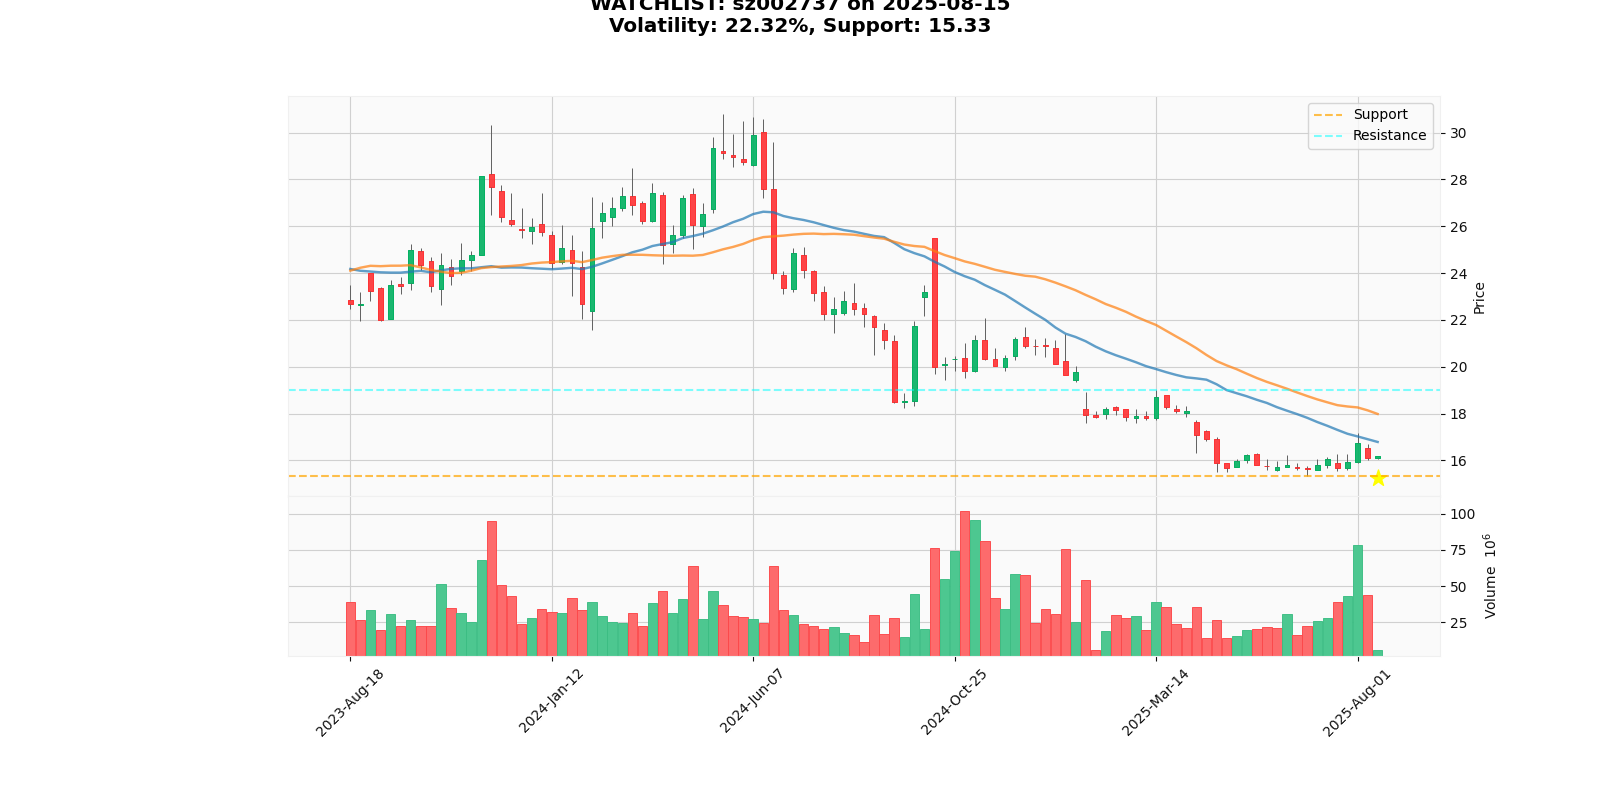 WATCHLIST: sz002737 on 2025-08-15
Volatility: 22.32%, Support: 15.33
Support
Resistance
30
28
26
24
22
20
18
16
Price
100
75
50
25
Volume 10⁶
2023-Aug-18
2024-Jan-12
2024-Jun-07
2024-Oct-25
2025-Mar-14
2025-Aug-01